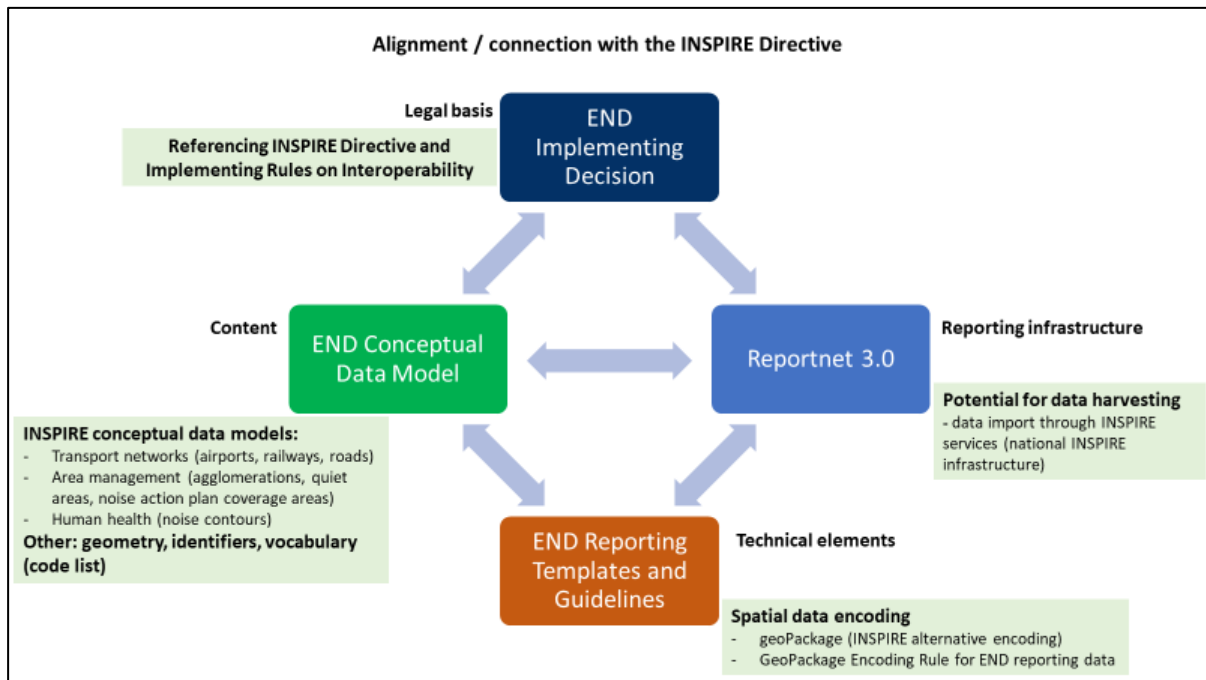 Alignment / connection with the INSPIRE Directive
Legal basis
Referencing INSPIRE Directive and
Implementing Rules on Interoperability
END
Implementing
Decision
Content
END Conceptual
Data Model
Reporting infrastructure
Reportnet 3.0
Potential for data harvesting
- data import through INSPIRE
services (national INSPIRE
infrastructure)
INSPIRE conceptual data models:
- Transport networks (airports, railways, roads)
- Area management (agglomerations, quiet
areas, noise action plan coverage areas)
- Human health (noise contours)
Other: geometry, identifiers, vocabulary
(code list)
END Reporting
Templates and
Guidelines
Technical elements
Spatial data encoding
- geoPackage (INSPIRE alternative encoding)
- GeoPackage Encoding Rule for END reporting data